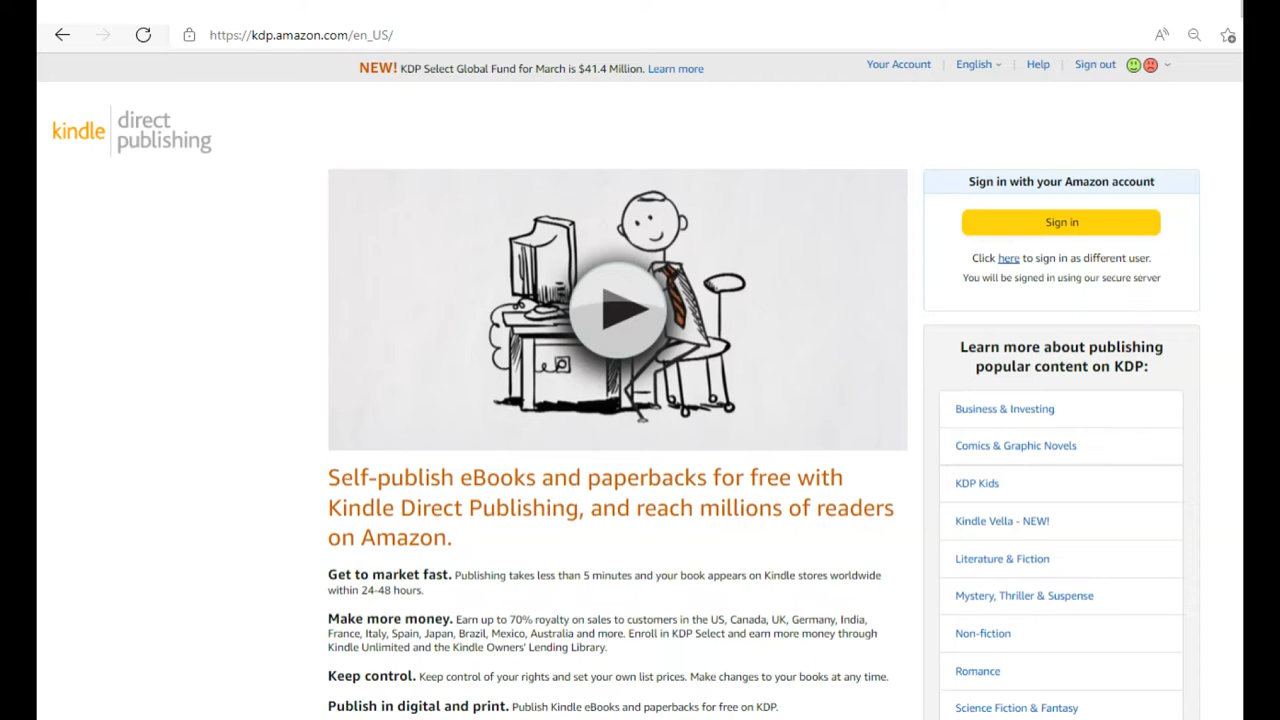 https://kdp.amazon.com/en_US/
NEW! KDP Select Global Fund for March is $41.4 Million. Learn more
Your Account
English
Help
Sign out
kindle direct publishing
Sign in with your Amazon account
Sign in
Click here to sign in as different user.
You will be signed in using our secure server
Learn more about publishing
popular content on KDP:
Business & Investing
Comics & Graphic Novels
KDP Kids
Kindle Vella - NEW!
Literature & Fiction
Mystery, Thriller & Suspense
Non-fiction
Romance
Science Fiction & Fantasy
Self-publish eBooks and paperbacks for free with
Kindle Direct Publishing, and reach millions of readers
on Amazon.
Get to market fast. Publishing takes less than 5 minutes and your book appears on Kindle stores worldwide
within 24-48 hours.
Make more money. Earn up to 70% royalty on sales to customers in the US, Canada, UK, Germany, India,
France, Italy, Spain, Japan, Brazil, Mexico, Australia and more. Enroll in KDP Select and earn more money through
Kindle Unlimited and the Kindle Owners' Lending Library.
Keep control. Keep control of your rights and set your own list prices. Make changes to your books at any time.
Publish in digital and print. Publish Kindle eBooks and paperbacks for free on KDP.